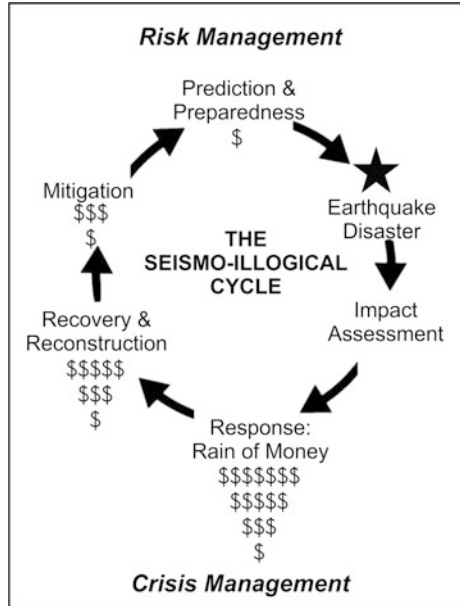 Risk Management
Prediction &
Preparedness
$
Earthquake
Disaster
Impact
Assessment
Response:
Rain of Money
$$$$$$$
$$$$$
$$$
$
Recovery &
Reconstruction
$$$$$
$$$
$
Mitigation
$$$
$
THE
SEISMO-ILLOGICAL
CYCLE
Crisis Management